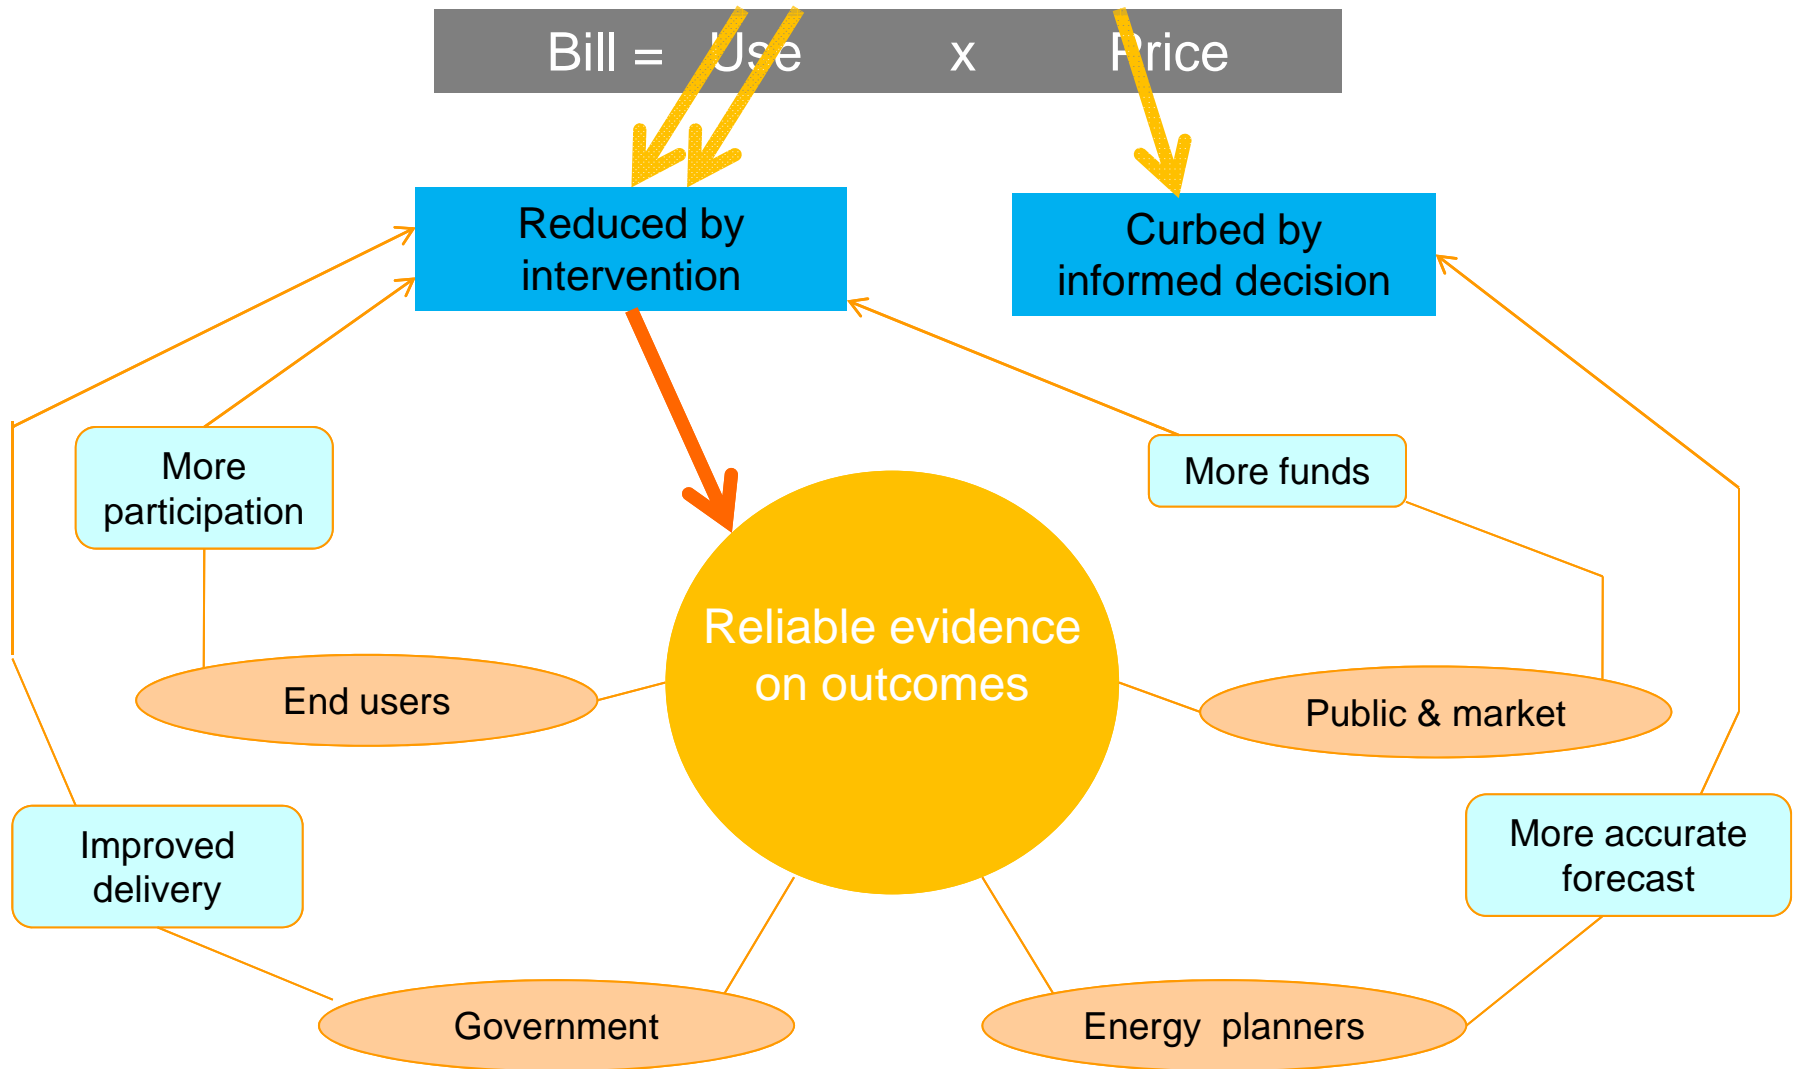 Bill = Use x Price
Reduced by
intervention
Curbed by
informed decision
More
participation
More funds
Reliable evidence
on outcomes
End users
Public & market
Improved
delivery
More accurate
forecast
Government
Energy planners